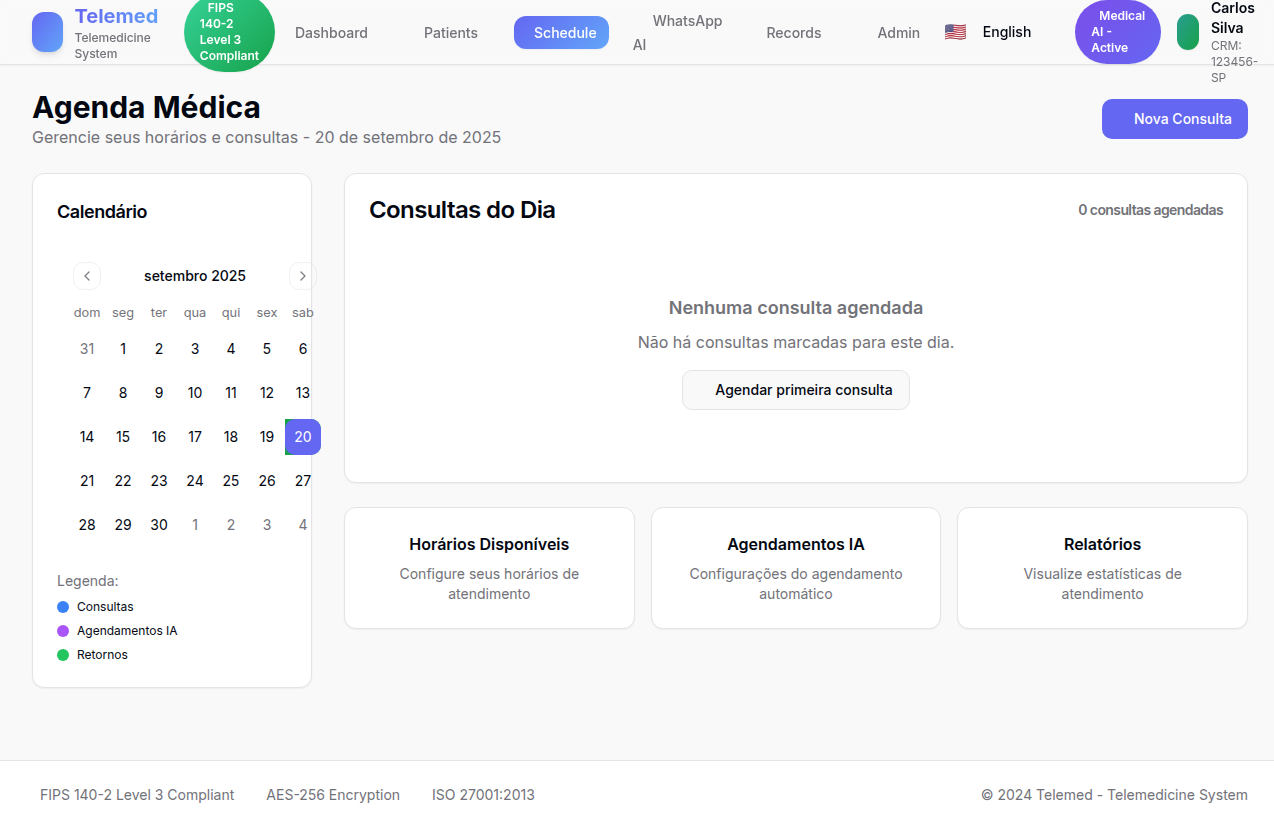 Telemed
Telemedicine
System
FIPS
140-2
Level 3
Compliant
Dashboard
Patients
Schedule
WhatsApp
AI
Records
Admin
🇺🇸 English
Medical
AI -
Active
Carlos
Silva
CRM:
123456-
SP
Agenda Médica
Gerencie seus horários e consultas - 20 de setembro de 2025
Nova Consulta
Calendário
setembro 2025
dom seg ter qua qui sex sab
31 1 2 3 4 5 6
7 8 9 10 11 12 13
14 15 16 17 18 19 20
21 22 23 24 25 26 27
28 29 30 1 2 3 4
Legenda:
Consultas
Agendamentos IA
Retornos
Consultas do Dia
0 consultas agendadas
Nenhuma consulta agendada
Não há consultas marcadas para este dia.
Agendar primeira consulta
Horários Disponíveis
Configure seus horários de
atendimento
Agendamentos IA
Configurações do agendamento
automático
Relatórios
Visualize estatísticas de
atendimento
FIPS 140-2 Level 3 Compliant
AES-256 Encryption
ISO 27001:2013
© 2024 Telemed - Telemedicine System